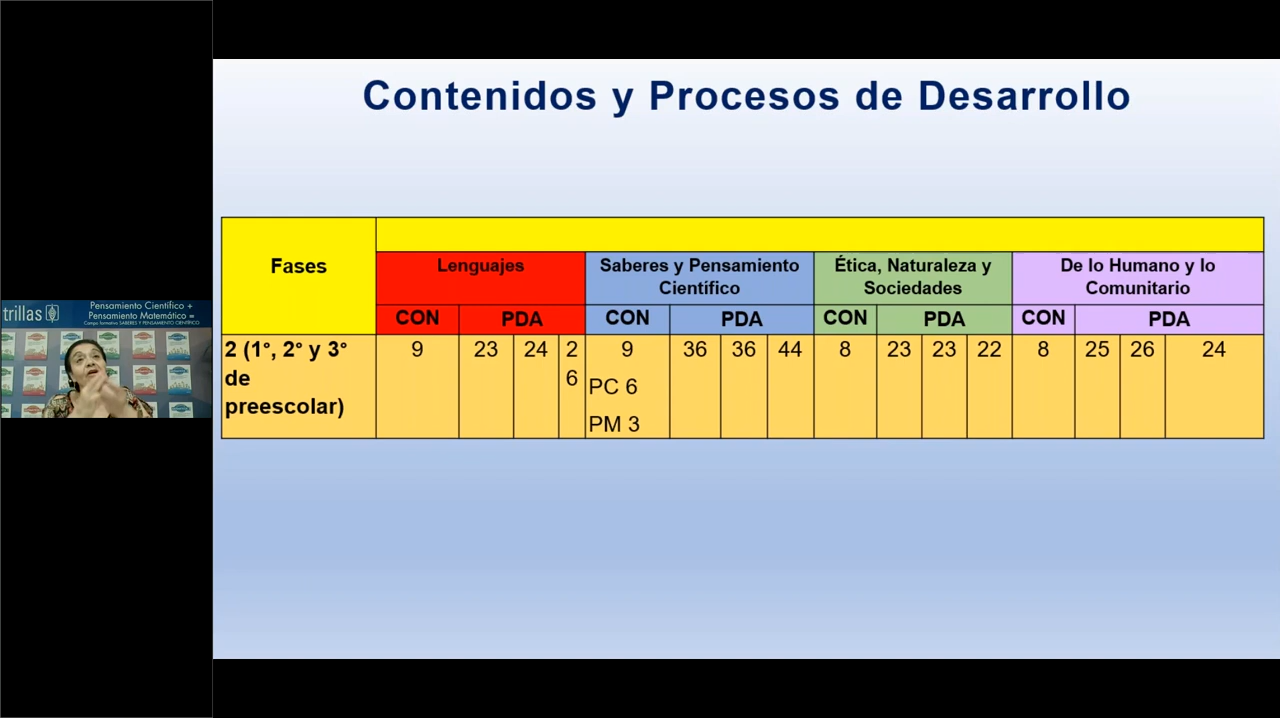 Contenidos y Procesos de Desarrollo
Fases
Lenguajes
Saberes y Pensamiento
Científico
Ética, Naturaleza y
Sociedades
De lo Humano y lo
Comunitario
CON PDA CON PDA CON PDA CON PDA
2 (1°, 2° y 3°
de
preescolar)
9 23 24 2
6
9
PC 6
PM 3
36 36 44 8 23 23 22 8 25 26 24
trillas
Pensamiento Científico +
Pensamiento Matemático =
Campo formativo SABERES Y PENSAMIENTO CIENTÍFICO